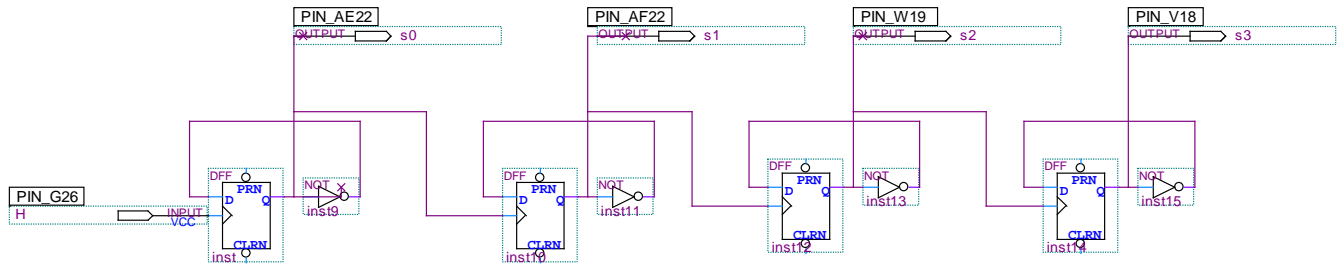 PIN_AE22
OUTPUT s0
PIN_AF22
OUTPUT s1
PIN_W19
OUTPUT s2
PIN_V18
OUTPUT s3
PIN_G26
H
INPUT
VCC
DFF
PRN
D Q
CLRN
inst
NOT
inst9
DFF
PRN
D Q
CLRN
inst10
NOT
inst11
DFF
PRN
D Q
CLRN
inst12
NOT
inst13
DFF
PRN
D Q
CLRN
inst14
NOT
inst15